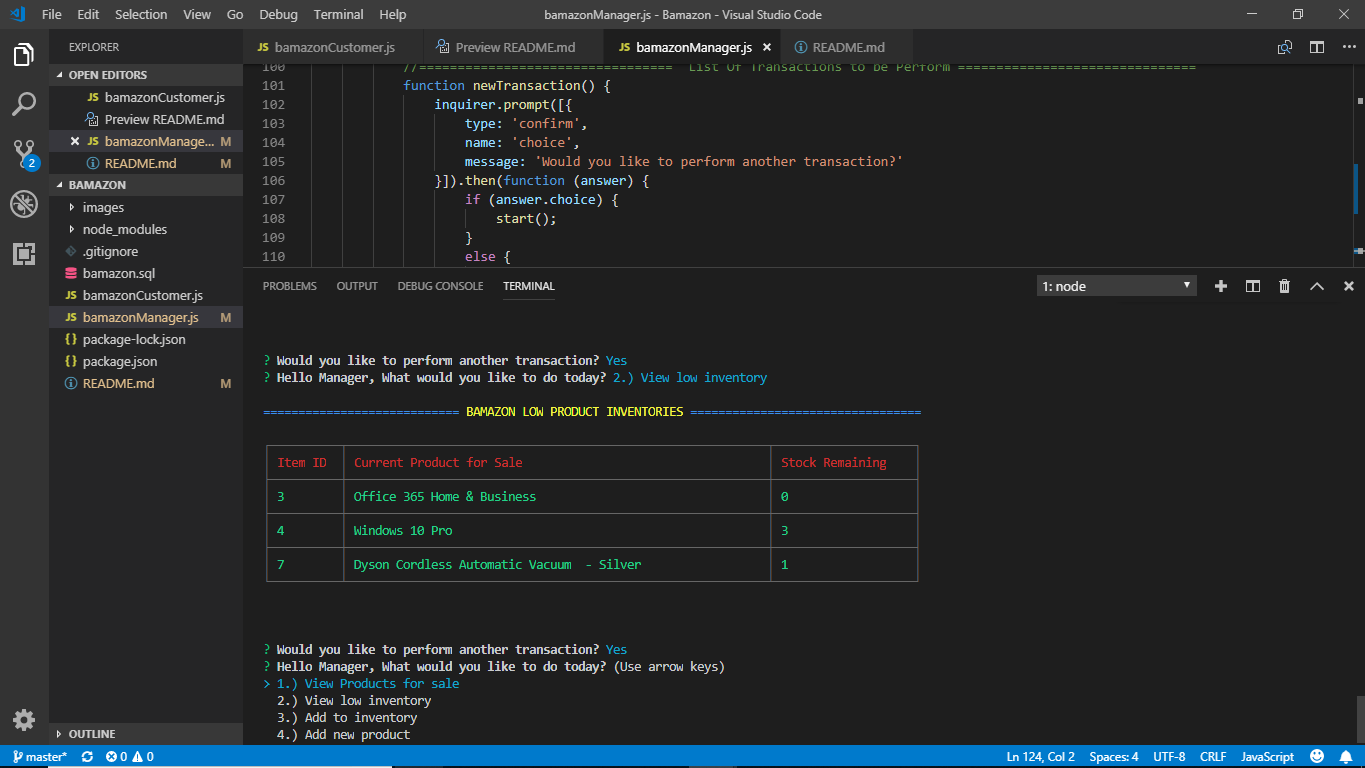 File Edit Selection View Go Debug Terminal Help
bamazonManager.js - Bamazon - Visual Studio Code
EXPLORER
OPEN EDITORS
JS bamazonCustomer.js
Preview README.md
JS bamazonManage... M
README.md M
2
BAMAZON
images
node_modules
.gitignore
bamazon.sql
JS bamazonCustomer.js
JS bamazonManager.js M
{} package-lock.json
{} package.json
README.md M
OUTLINE
JS bamazonCustomer.js
Preview README.md
JS bamazonManager.js
README.md
100 //================================= List Of Transactions to be Perform ===============================
101 function newTransaction() {
102 inquirer.prompt([{
103 type: 'confirm',
104 name: 'choice',
105 message: 'Would you like to perform another transaction?'
106 }]).then(function (answer) {
107 if (answer.choice) {
108 start();
109 }
110 else {
PROBLEMS OUTPUT DEBUG CONSOLE TERMINAL
1: node
? Would you like to perform another transaction? Yes
? Hello Manager, What would you like to do today? 2.) View low inventory
============================ BAMAZON LOW PRODUCT INVENTORIES =================================
Item ID Current Product for Sale Stock Remaining
3 Office 365 Home & Business 0
4 Windows 10 Pro 3
7 Dyson Cordless Automatic Vacuum  - Silver 1
? Would you like to perform another transaction? Yes
? Hello Manager, What would you like to do today? (Use arrow keys)
> 1.) View Products for sale
2.) View low inventory
3.) Add to inventory
4.) Add new product
master* 0 0
Ln 124, Col 2 Spaces: 4 UTF-8 CRLF JavaScript